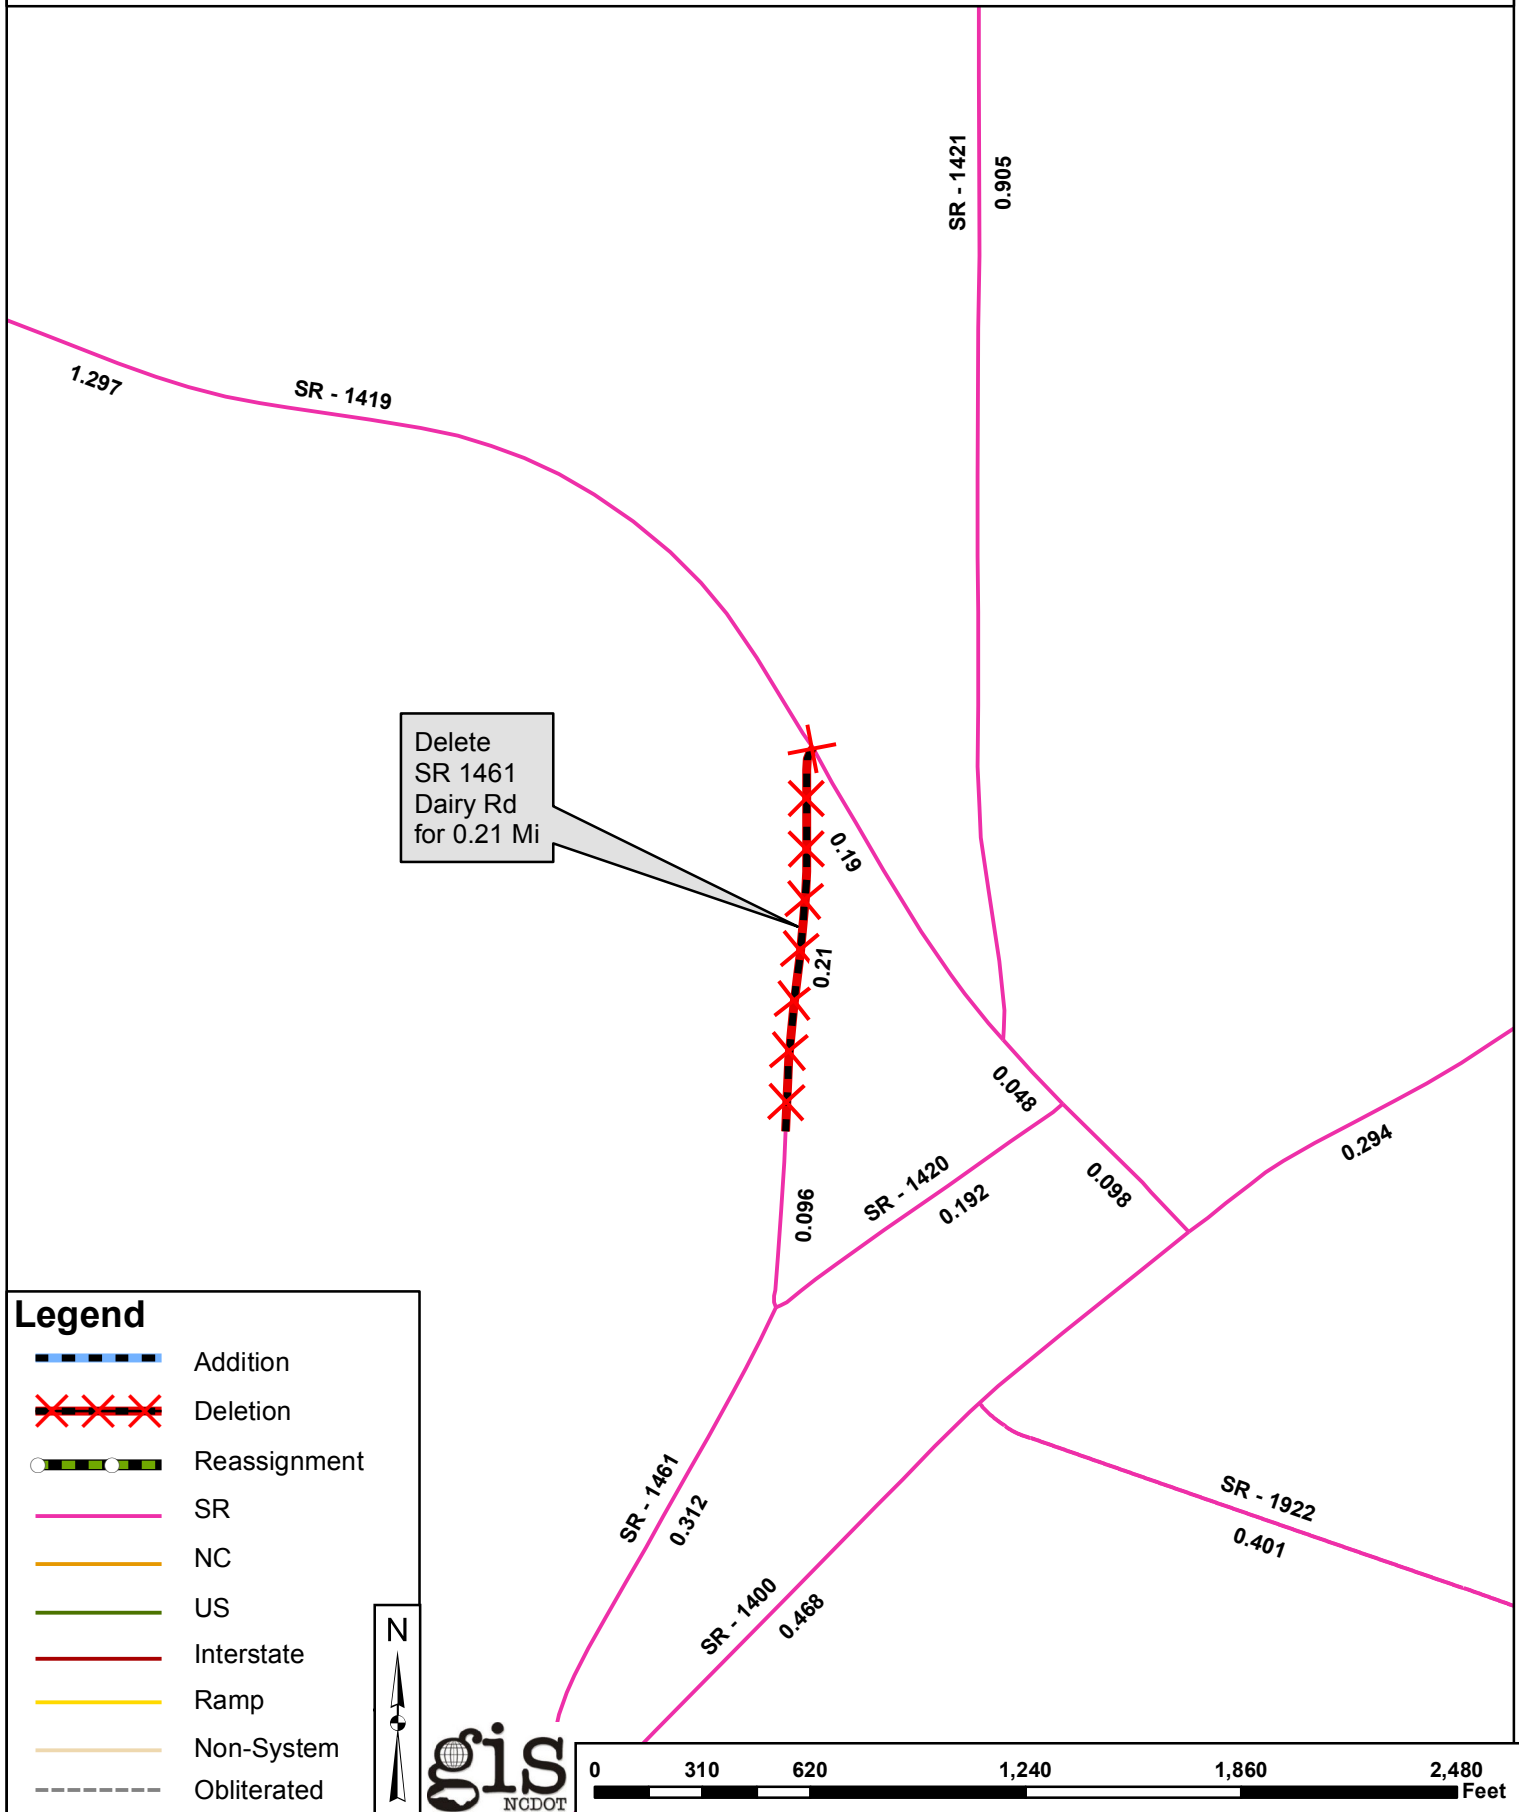 SR - 1421
0.905
1.297
SR - 1419
Delete
SR 1461
Dairy Rd
for 0.21 Mi
0.19
0.21
0.048
0.294
SR - 1420
0.192
0.098
0.096
SR - 1461
0.312
SR - 1922
0.401
SR - 1400
0.468
Legend
Addition
Deletion
Reassignment
SR
NC
US
Interstate
Ramp
Non-System
Obliterated
N
gis
NCDOT
0 310 620 1,240 1,860 2,480
Feet